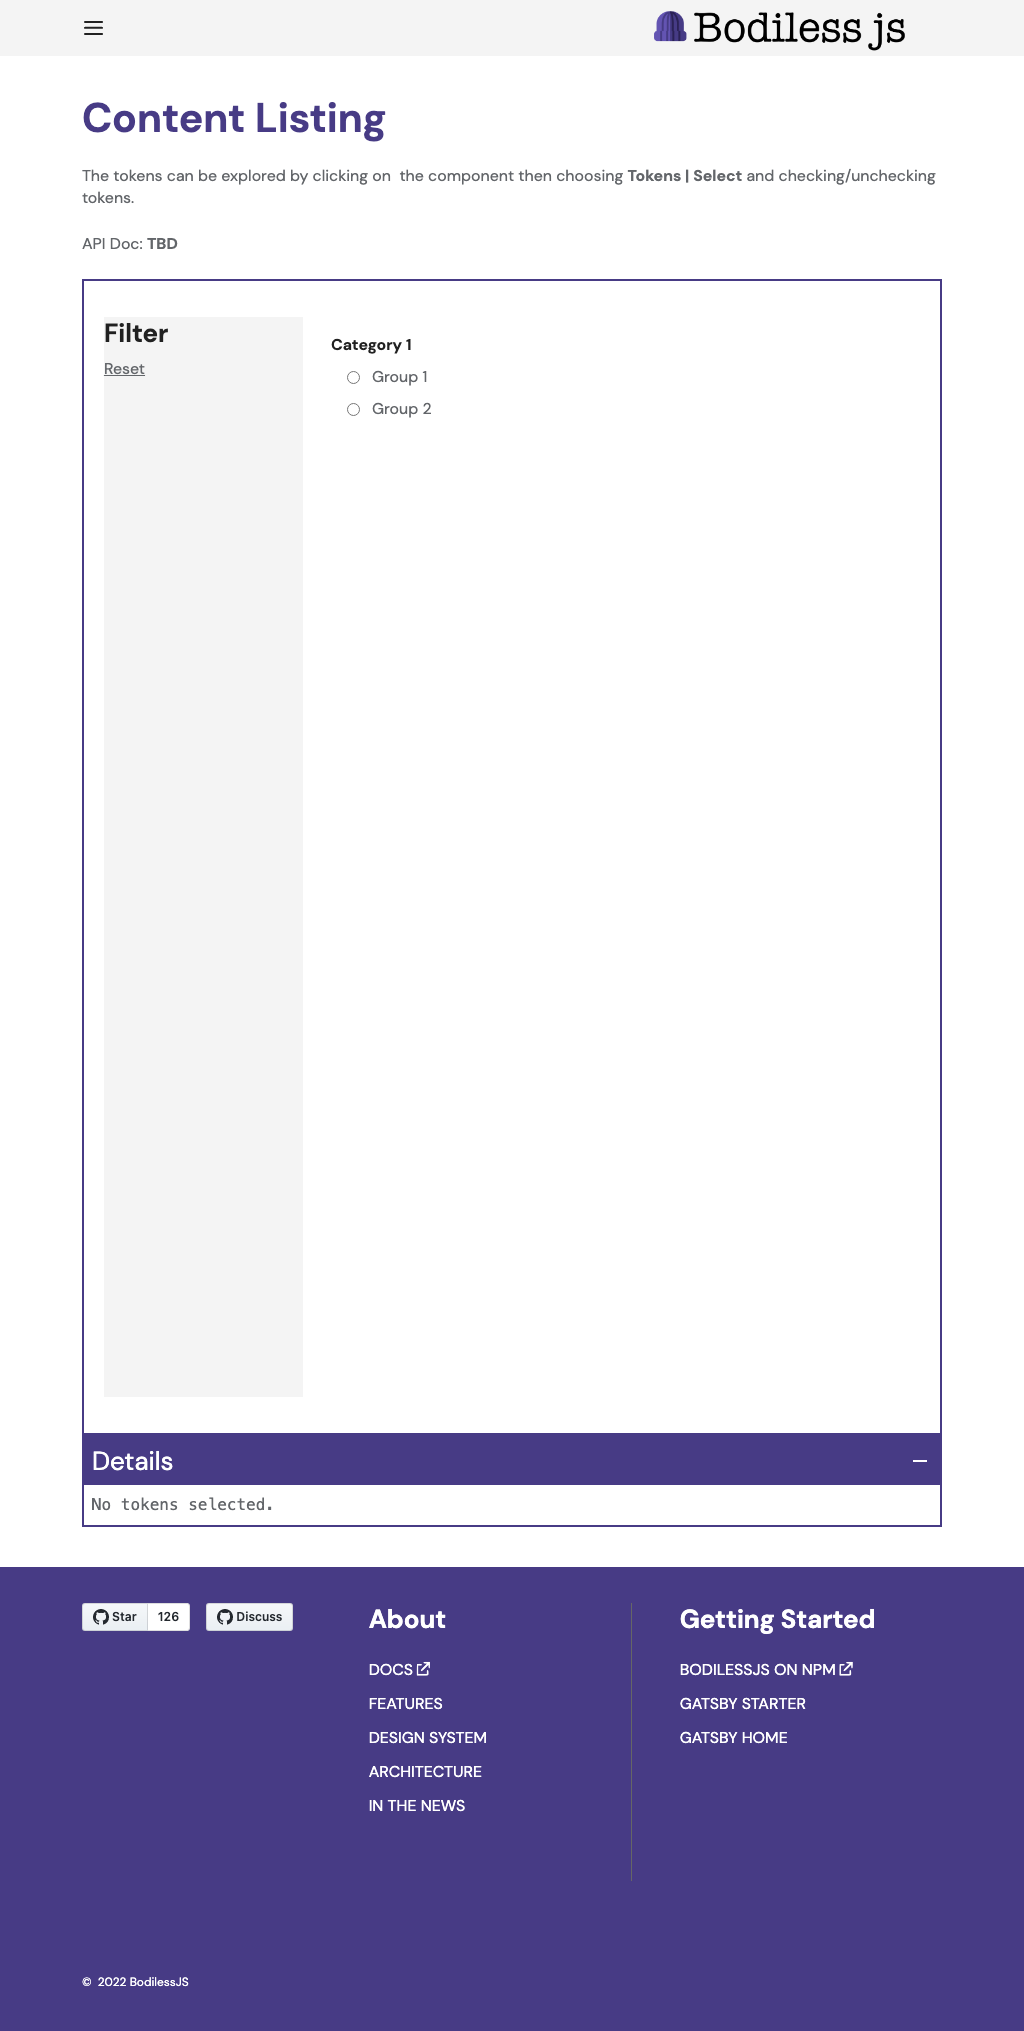 Bodiless js
Content Listing
The tokens can be explored by clicking on  the component then choosing Tokens | Select and checking/unchecking
tokens.
API Doc: TBD
Filter
Reset
Category 1
Group 1
Group 2
Details
No tokens selected.
Star 126 Discuss
About
DOCS
FEATURES
DESIGN SYSTEM
ARCHITECTURE
IN THE NEWS
Getting Started
BODILESSJS ON NPM
GATSBY STARTER
GATSBY HOME
© 2022 BodilessJS